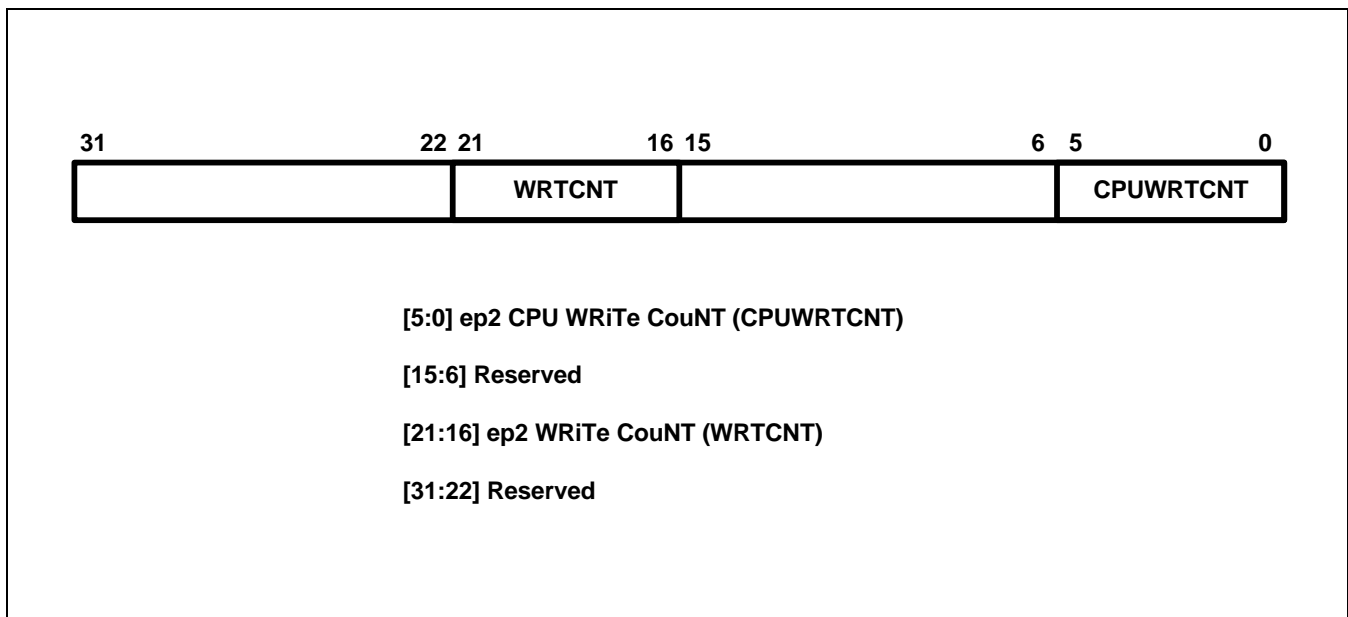 31 22 21 16 15 6 5 0
WRTCNT CPUWRTCNT
[5:0] ep2 CPU WRiTe CouNT (CPUWRTCNT)
[15:6] Reserved
[21:16] ep2 WRiTe CouNT (WRTCNT)
[31:22] Reserved